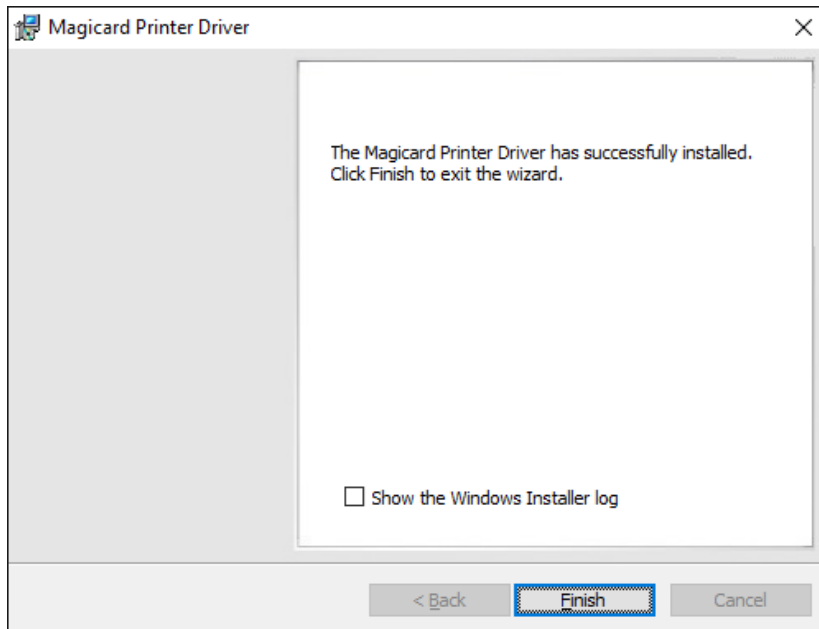 Magicard Printer Driver
The Magicard Printer Driver has successfully installed.
Click Finish to exit the wizard.
Show the Windows Installer log
< Back
Finish
Cancel